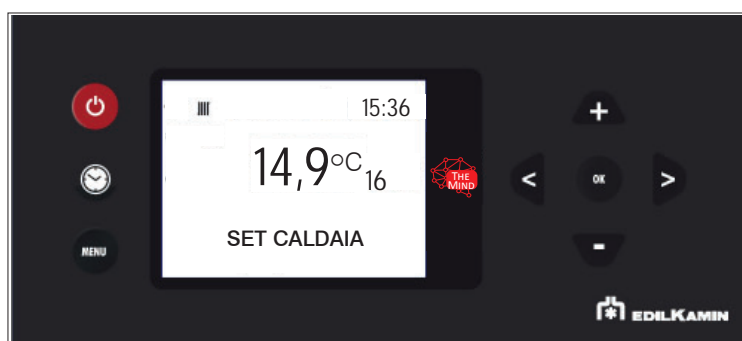 15:36
14,9°C 16
THE
MIND
SET CALDAIA
MENU
+
< OK >
-
EDILKAMIN